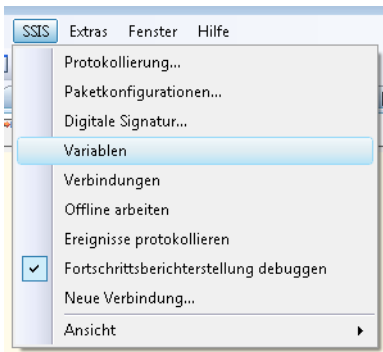 SSIS Extras Fenster Hilfe
Protokollierung...
Paketkonfigurationen...
Digitale Signatur...
Variablen
Verbindungen
Offline arbeiten
Ereignisse protokollieren
Fortschrittsberichterstellung debuggen
Neue Verbindung...
Ansicht